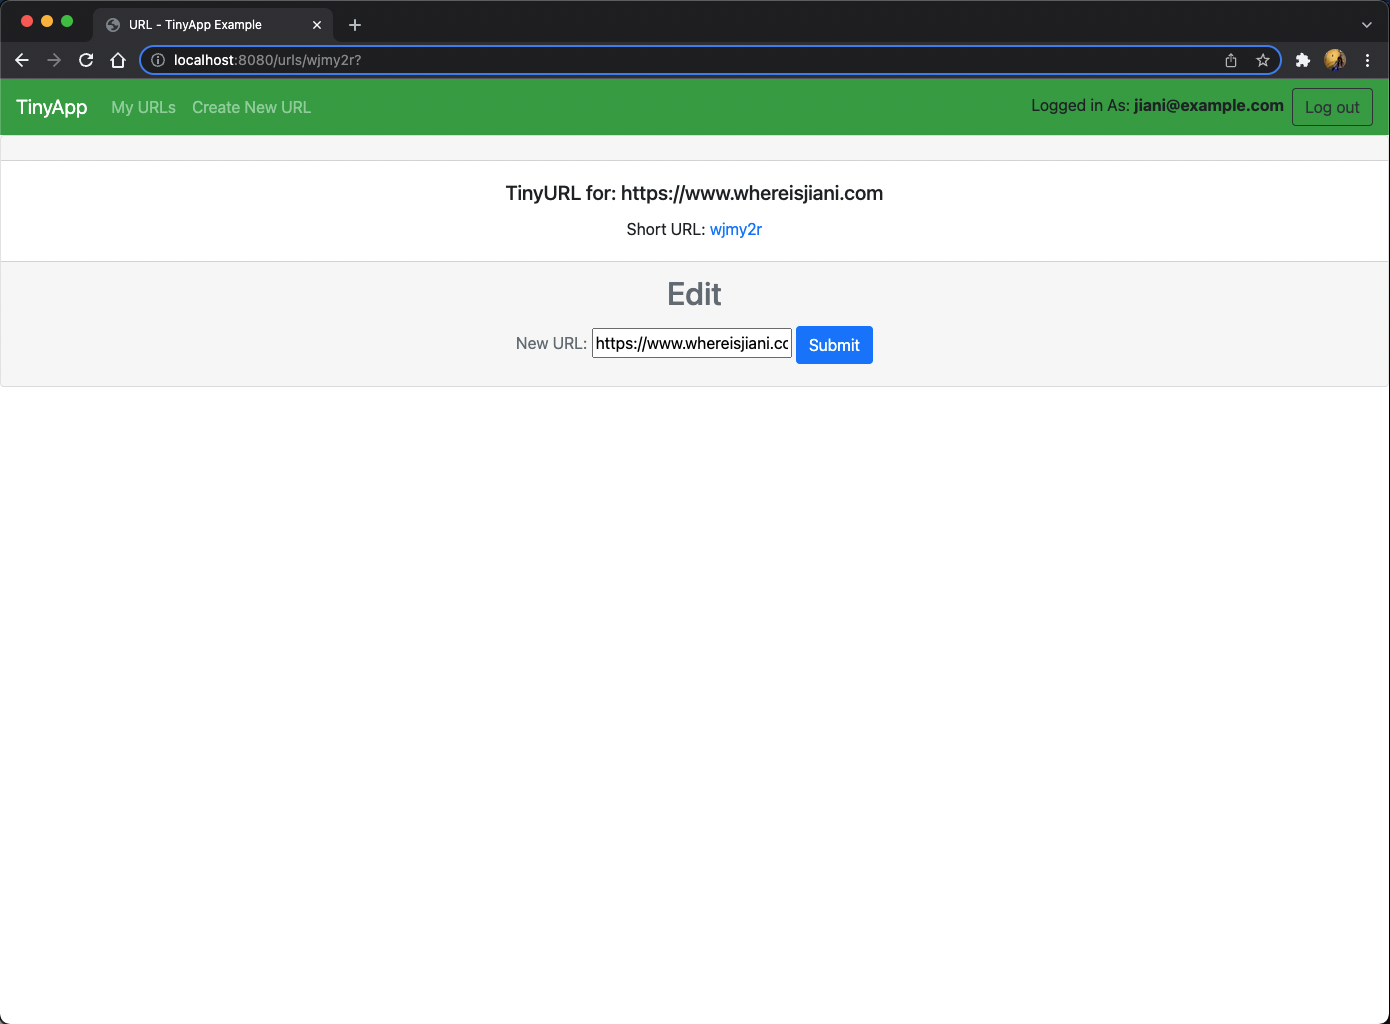 URL - TinyApp Example
localhost:8080/urls/wjmy2r?
TinyApp My URLs Create New URL Logged in As: jiani@example.com Log out
TinyURL for: https://www.whereisjiani.com
Short URL: wjmy2r
Edit
New URL: https://www.whereisjiani.co Submit